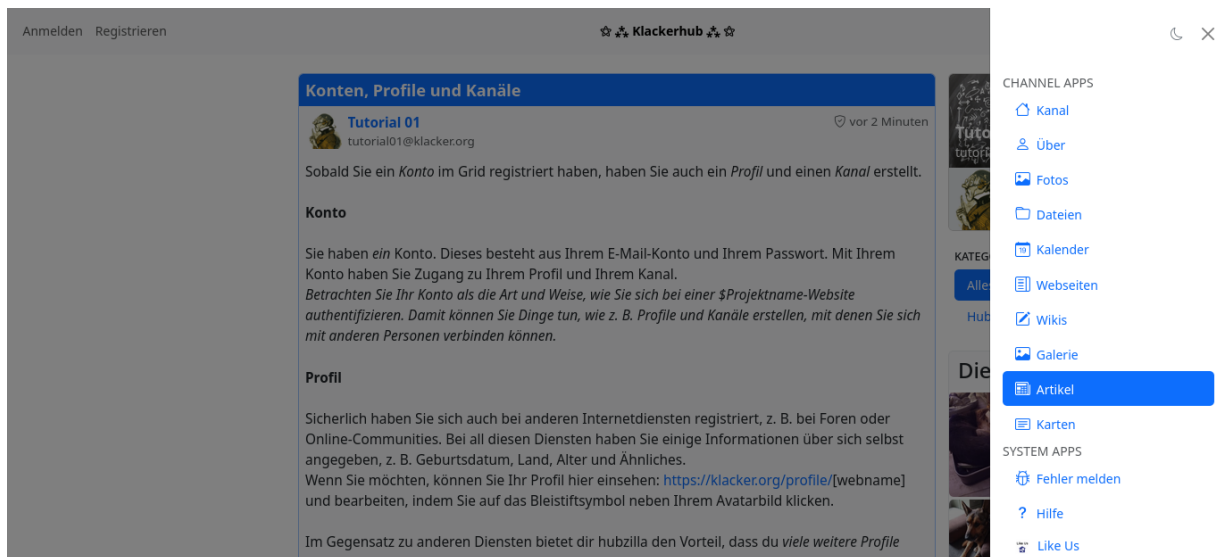 Anmelden Registrieren
✩ ⁂ Klackerhub ⁂ ✩
Konten, Profile und Kanäle
Tutorial 01
vor 2 Minuten
tutorial01@klacker.org
Sobald Sie ein Konto im Grid registriert haben, haben Sie auch ein Profil und einen Kanal erstellt.
Konto
Sie haben ein Konto. Dieses besteht aus Ihrem E-Mail-Konto und Ihrem Passwort. Mit Ihrem
Konto haben Sie Zugang zu Ihrem Profil und Ihrem Kanal.
Betrachten Sie Ihr Konto als die Art und Weise, wie Sie sich bei einer $Projektname-Website
authentifizieren. Damit können Sie Dinge tun, wie z. B. Profile und Kanäle erstellen, mit denen Sie sich
mit anderen Personen verbinden können.
Profil
Sicherlich haben Sie sich auch bei anderen Internetdiensten registriert, z. B. bei Foren oder
Online-Communities. Bei all diesen Diensten haben Sie einige Informationen über sich selbst
angegeben, z. B. Geburtsdatum, Land, Alter und Ähnliches.
Wenn Sie möchten, können Sie Ihr Profil hier einsehen: https://klacker.org/profile/[webname]
und bearbeiten, indem Sie auf das Bleistiftsymbol neben Ihrem Avatarbild klicken.
Im Gegensatz zu anderen Diensten bietet dir hubzilla den Vorteil, dass du viele weitere Profile
Tuto
tutori
KATEG
Alles
Hub
Die
CHANNEL APPS
Kanal
Über
Fotos
Dateien
19 Kalender
Webseiten
Wikis
Galerie
Artikel
Karten
SYSTEM APPS
Fehler melden
? Hilfe
Like Us